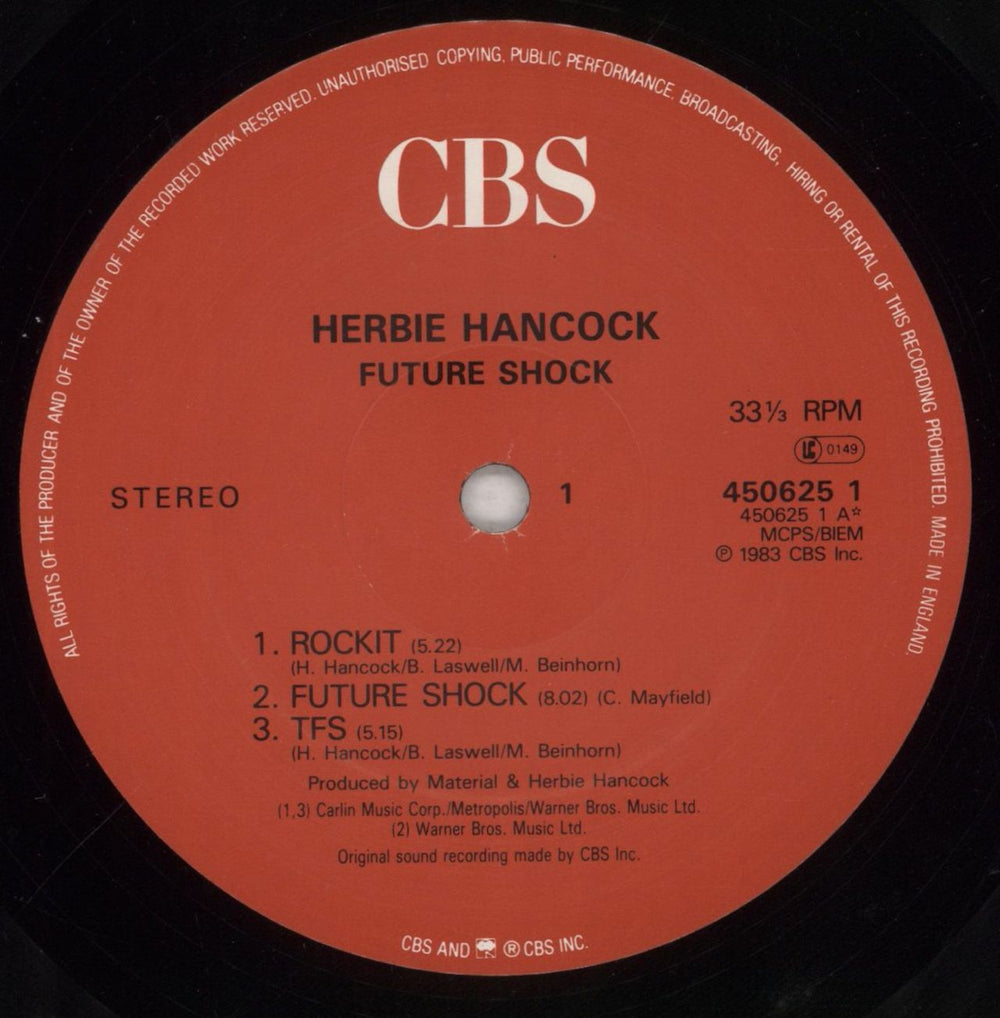 ALL RIGHTS OF THE PRODUCER AND OF THE OWNER OF THE RECORDED WORK RESERVED. UNAUTHORISED COPYING, PUBLIC PERFORMANCE, BROADCASTING, HIRING OR RENTAL OF THIS RECORDING PROHIBITED. MADE IN ENGLAND.
CBS
HERBIE HANCOCK
FUTURE SHOCK
33⅓ RPM
LC 0149
STEREO
1
450625 1
450625 1 A☆
MCPS/BIEM
℗ 1983 CBS Inc.
1. ROCKIT (5.22)
(H. Hancock/B. Laswell/M. Beinhorn)
2. FUTURE SHOCK (8.02) (C. Mayfield)
3. TFS (5.15)
(H. Hancock/B. Laswell/M. Beinhorn)
Produced by Material & Herbie Hancock
(1,3) Carlin Music Corp./Metropolis/Warner Bros. Music Ltd.
(2) Warner Bros. Music Ltd.
Original sound recording made by CBS Inc.
CBS AND ® CBS INC.